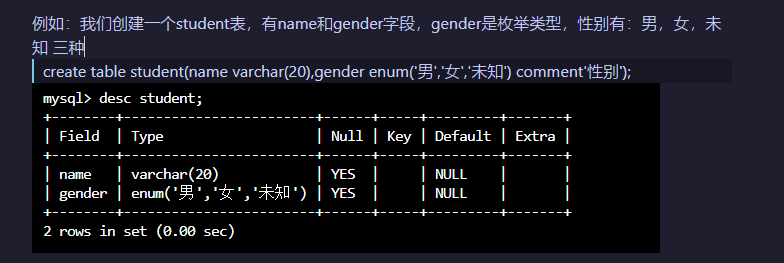 例如：我们创建一个student表，有name和gender字段，gender是枚举类型，性别有：男，女，未
知 三种
create table student(name varchar(20),gender enum('男','女','未知') comment'性别');
mysql> desc student;
+--------+-------------------------+------+-----+---------+-------+
| Field  | Type                    | Null | Key | Default | Extra |
+--------+-------------------------+------+-----+---------+-------+
| name   | varchar(20)             | YES  |     | NULL    |       |
| gender | enum('男','女','未知') | YES  |     | NULL    |       |
+--------+-------------------------+------+-----+---------+-------+
2 rows in set (0.00 sec)